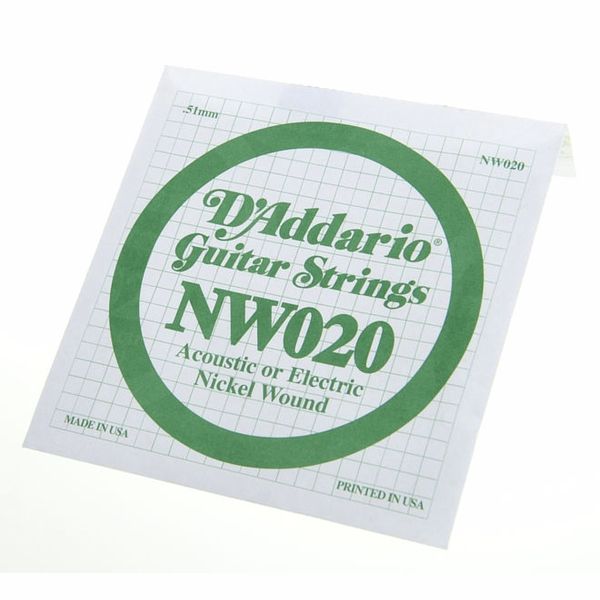 .51mm
NW020
D'Addario®
Guitar Strings
NW020
Acoustic or Electric
Nickel Wound
MADE IN USA
PRINTED IN USA